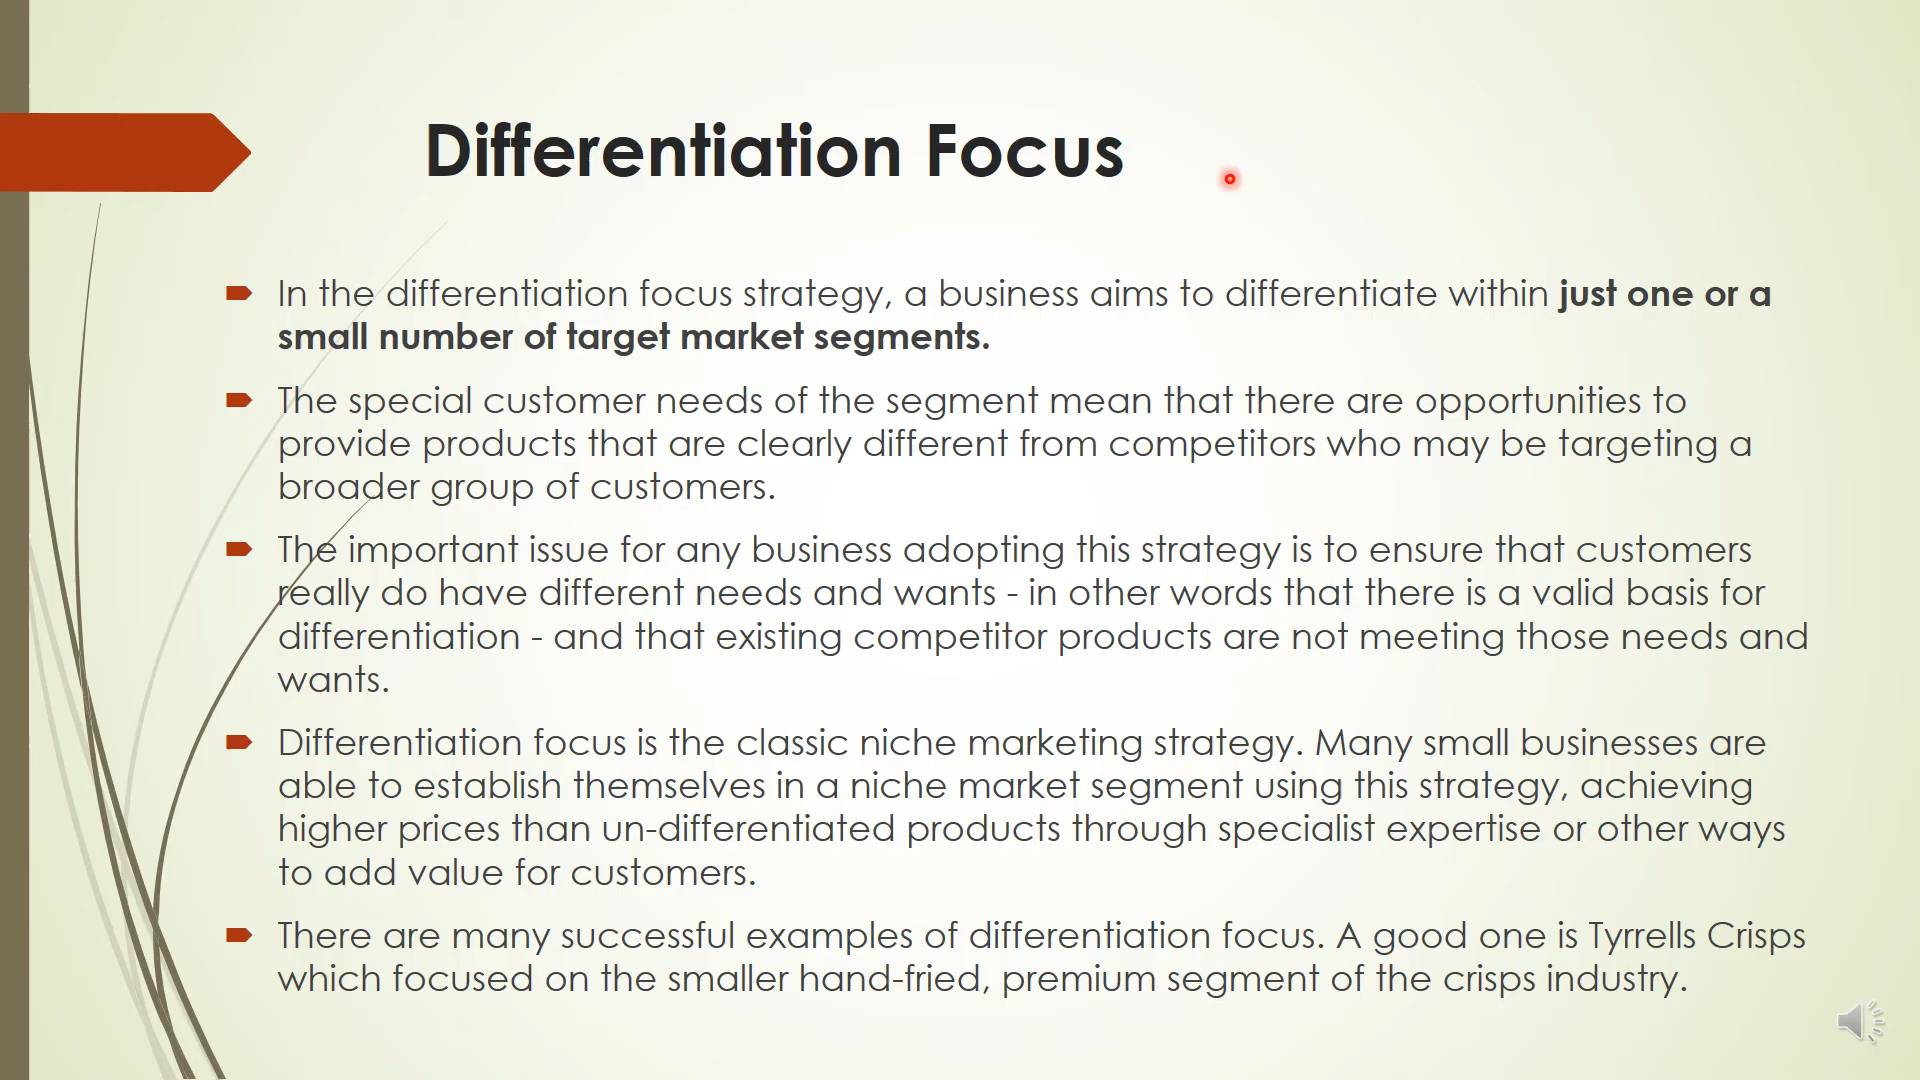 Differentiation Focus
In the differentiation focus strategy, a business aims to differentiate within just one or a
small number of target market segments.
The special customer needs of the segment mean that there are opportunities to
provide products that are clearly different from competitors who may be targeting a
broader group of customers.
The important issue for any business adopting this strategy is to ensure that customers
really do have different needs and wants - in other words that there is a valid basis for
differentiation - and that existing competitor products are not meeting those needs and
wants.
Differentiation focus is the classic niche marketing strategy. Many small businesses are
able to establish themselves in a niche market segment using this strategy, achieving
higher prices than un-differentiated products through specialist expertise or other ways
to add value for customers.
There are many successful examples of differentiation focus. A good one is Tyrrells Crisps
which focused on the smaller hand-fried, premium segment of the crisps industry.